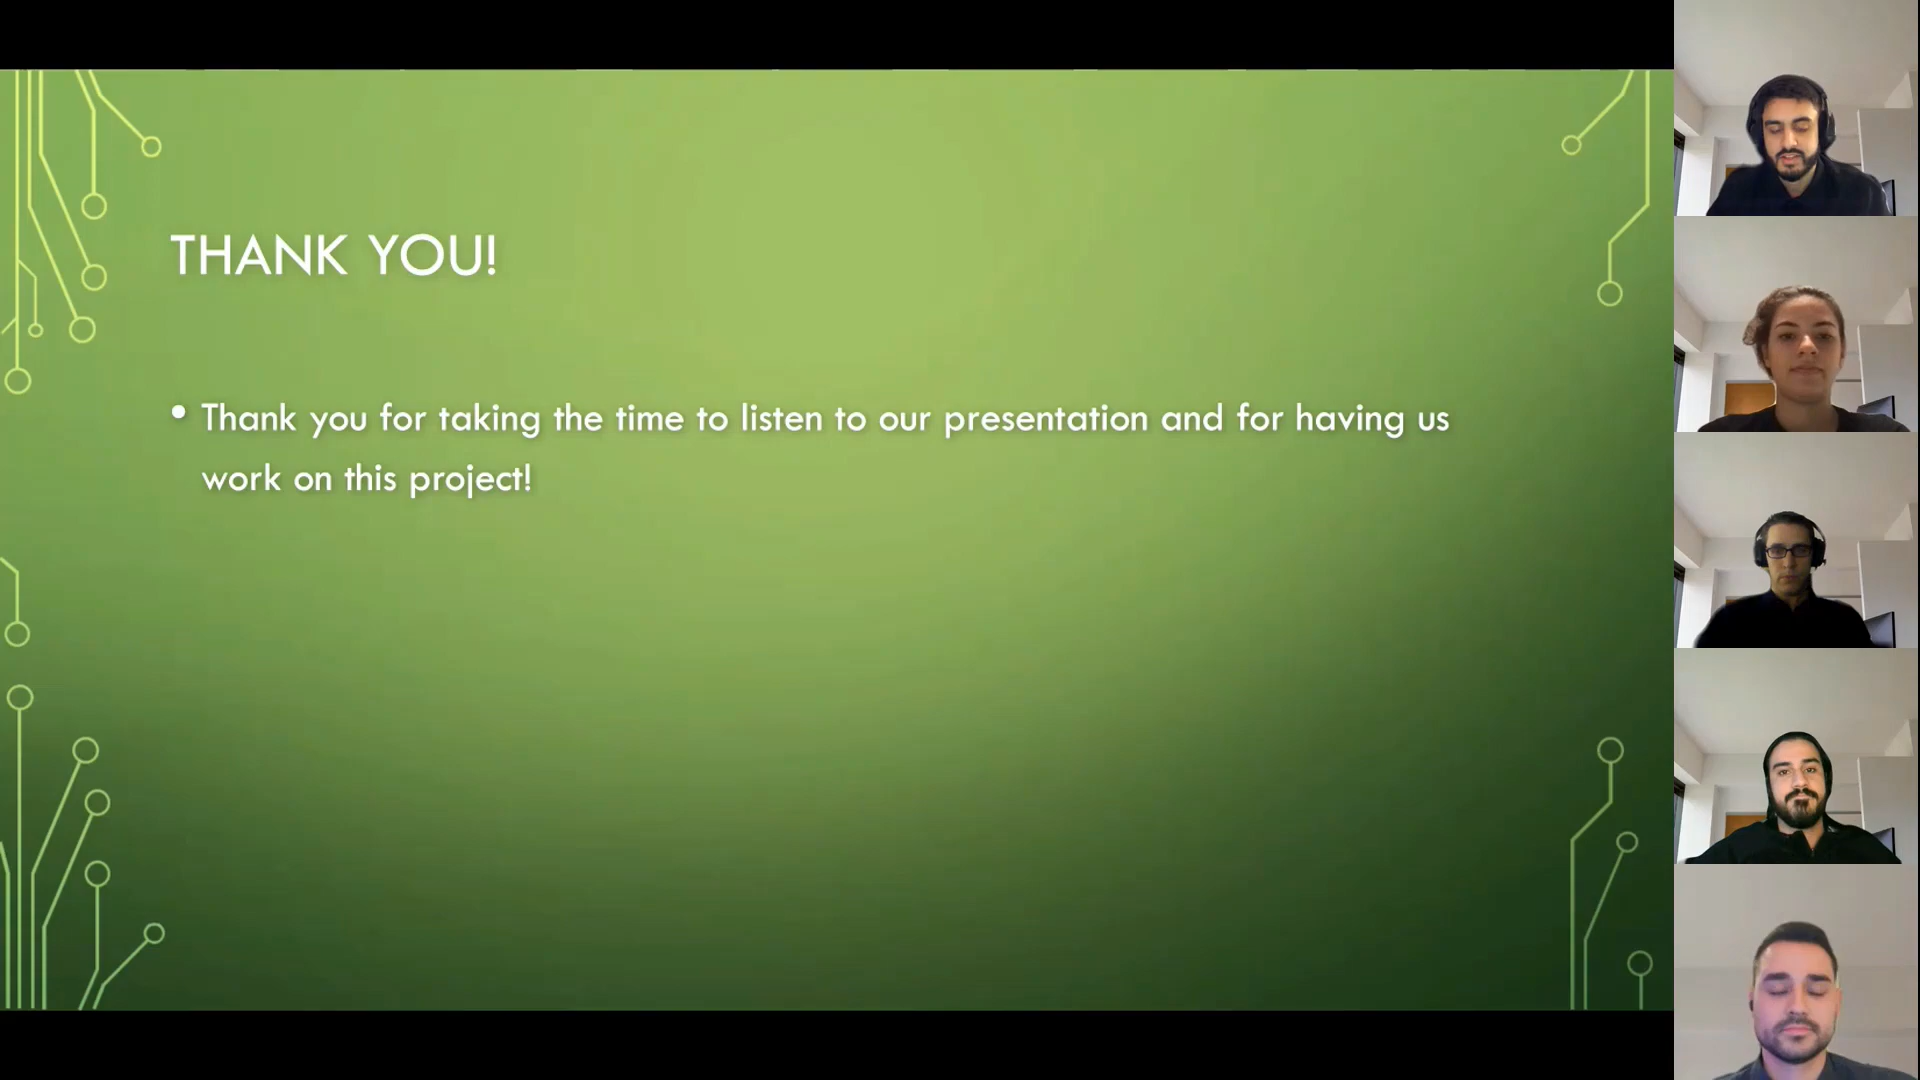 THANK YOU!
• Thank you for taking the time to listen to our presentation and for having us
work on this project!